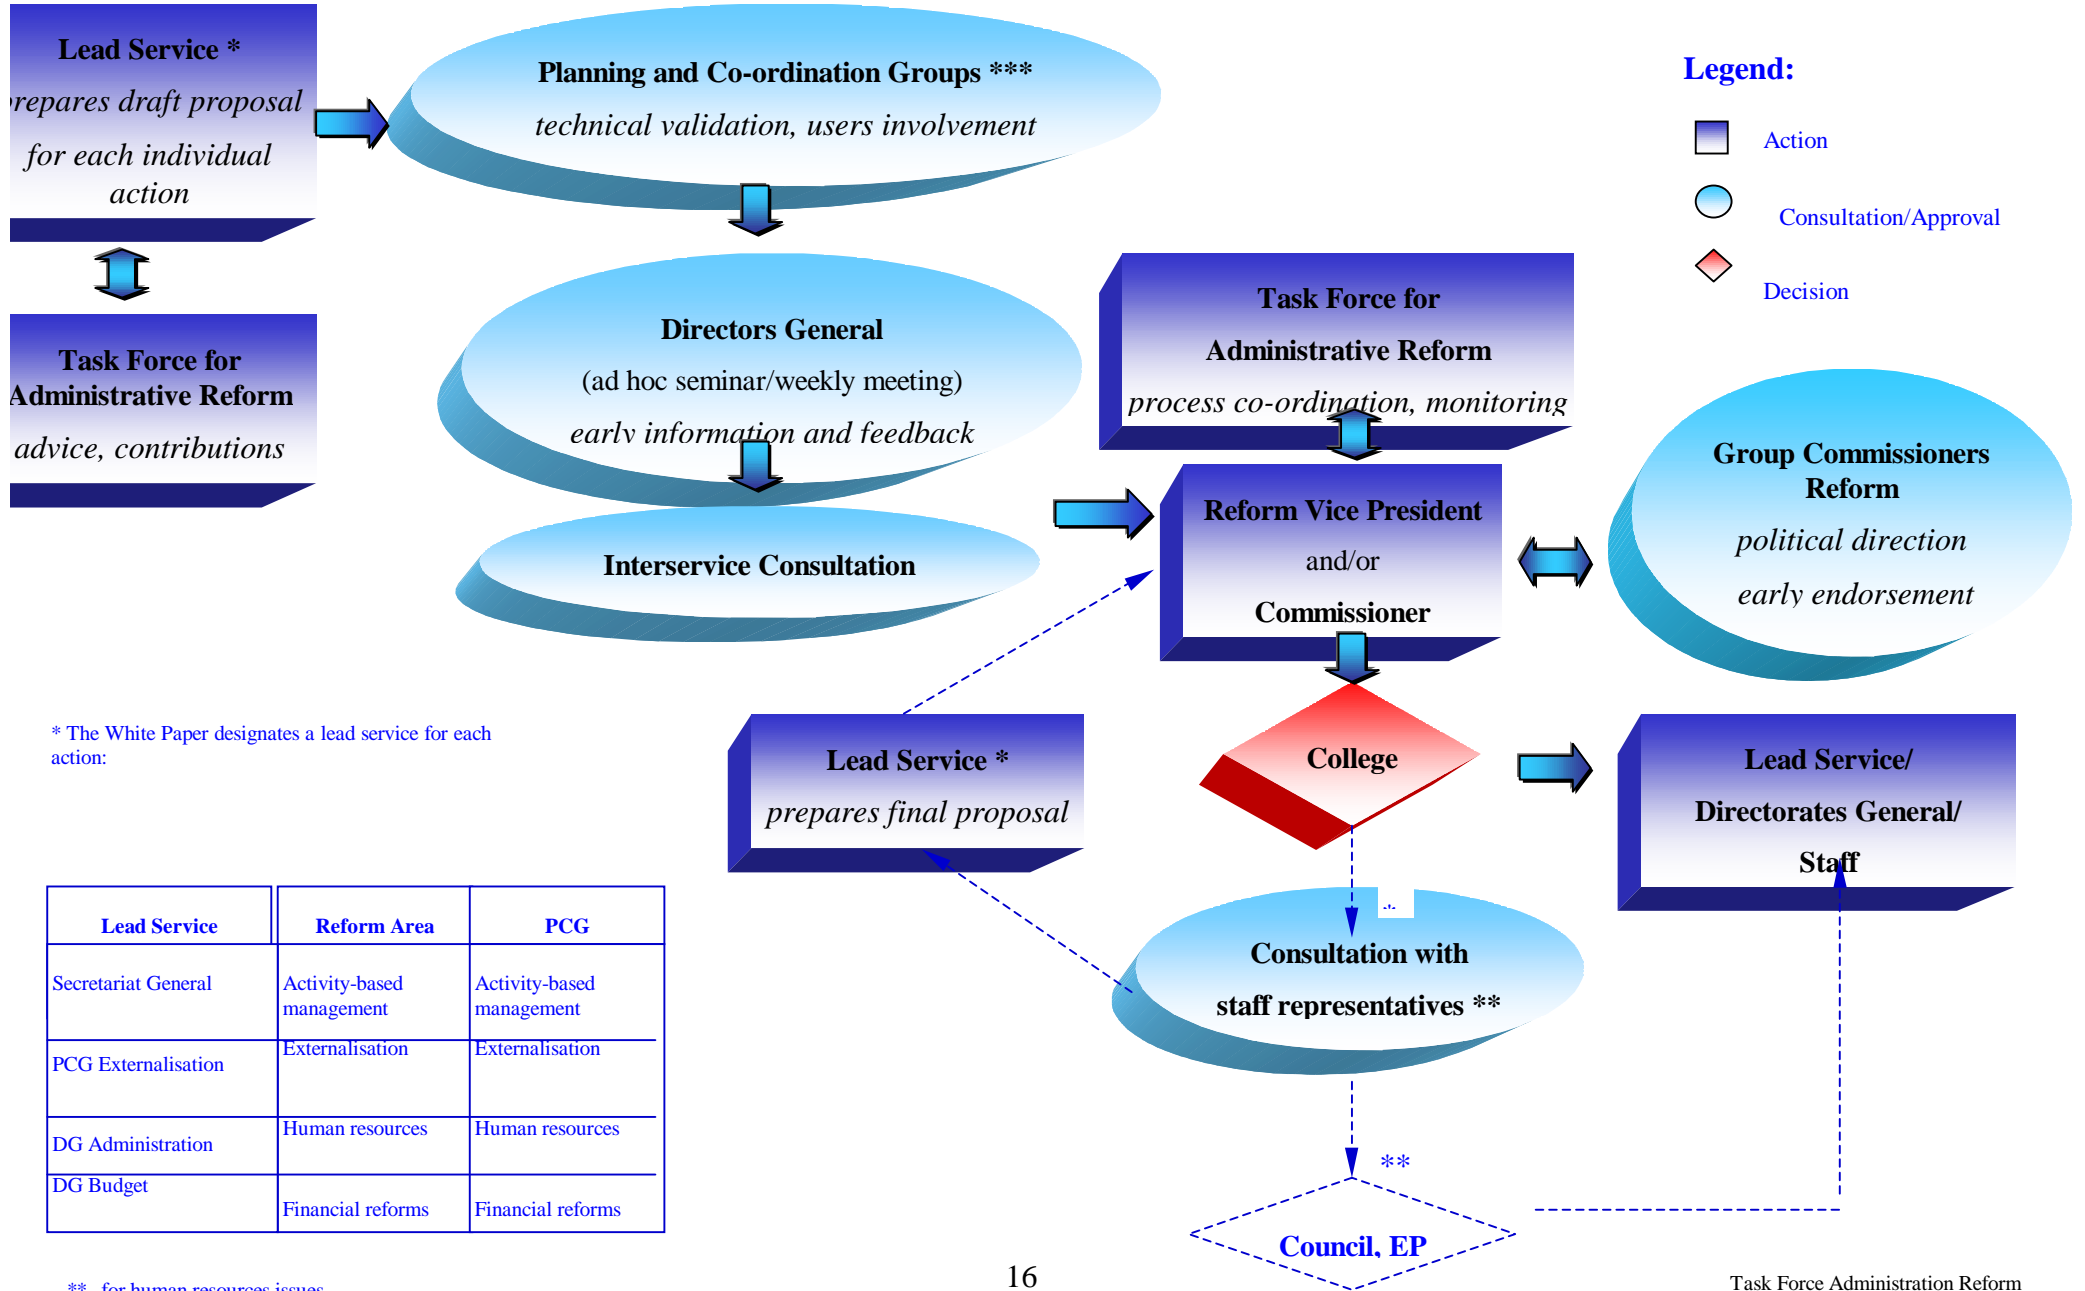 Lead Service *
prepares draft proposal
for each individual
action
Planning and Co-ordination Groups ***
technical validation, users involvement
Legend:
Action
Consultation/Approval
Decision
Task Force for
Administrative Reform
advice, contributions
Directors General
(ad hoc seminar/weekly meeting)
early information and feedback
Interservice Consultation
Task Force for
Administrative Reform
process co-ordination, monitoring
Reform Vice President
and/or
Commissioner
Group Commissioners
Reform
political direction
early endorsement
* The White Paper designates a lead service for each
action:
Lead Service *
prepares final proposal
College
Lead Service/
Directorates General/
Staff
*
Consultation with
staff representatives **
Lead Service Reform Area PCG
Secretariat General Activity-based Activity-based
management management
PCG Externalisation Externalisation Externalisation
DG Administration Human resources Human resources
DG Budget Financial reforms Financial reforms
**
Council, EP
** for human resources issues
16
Task Force Administration Reform